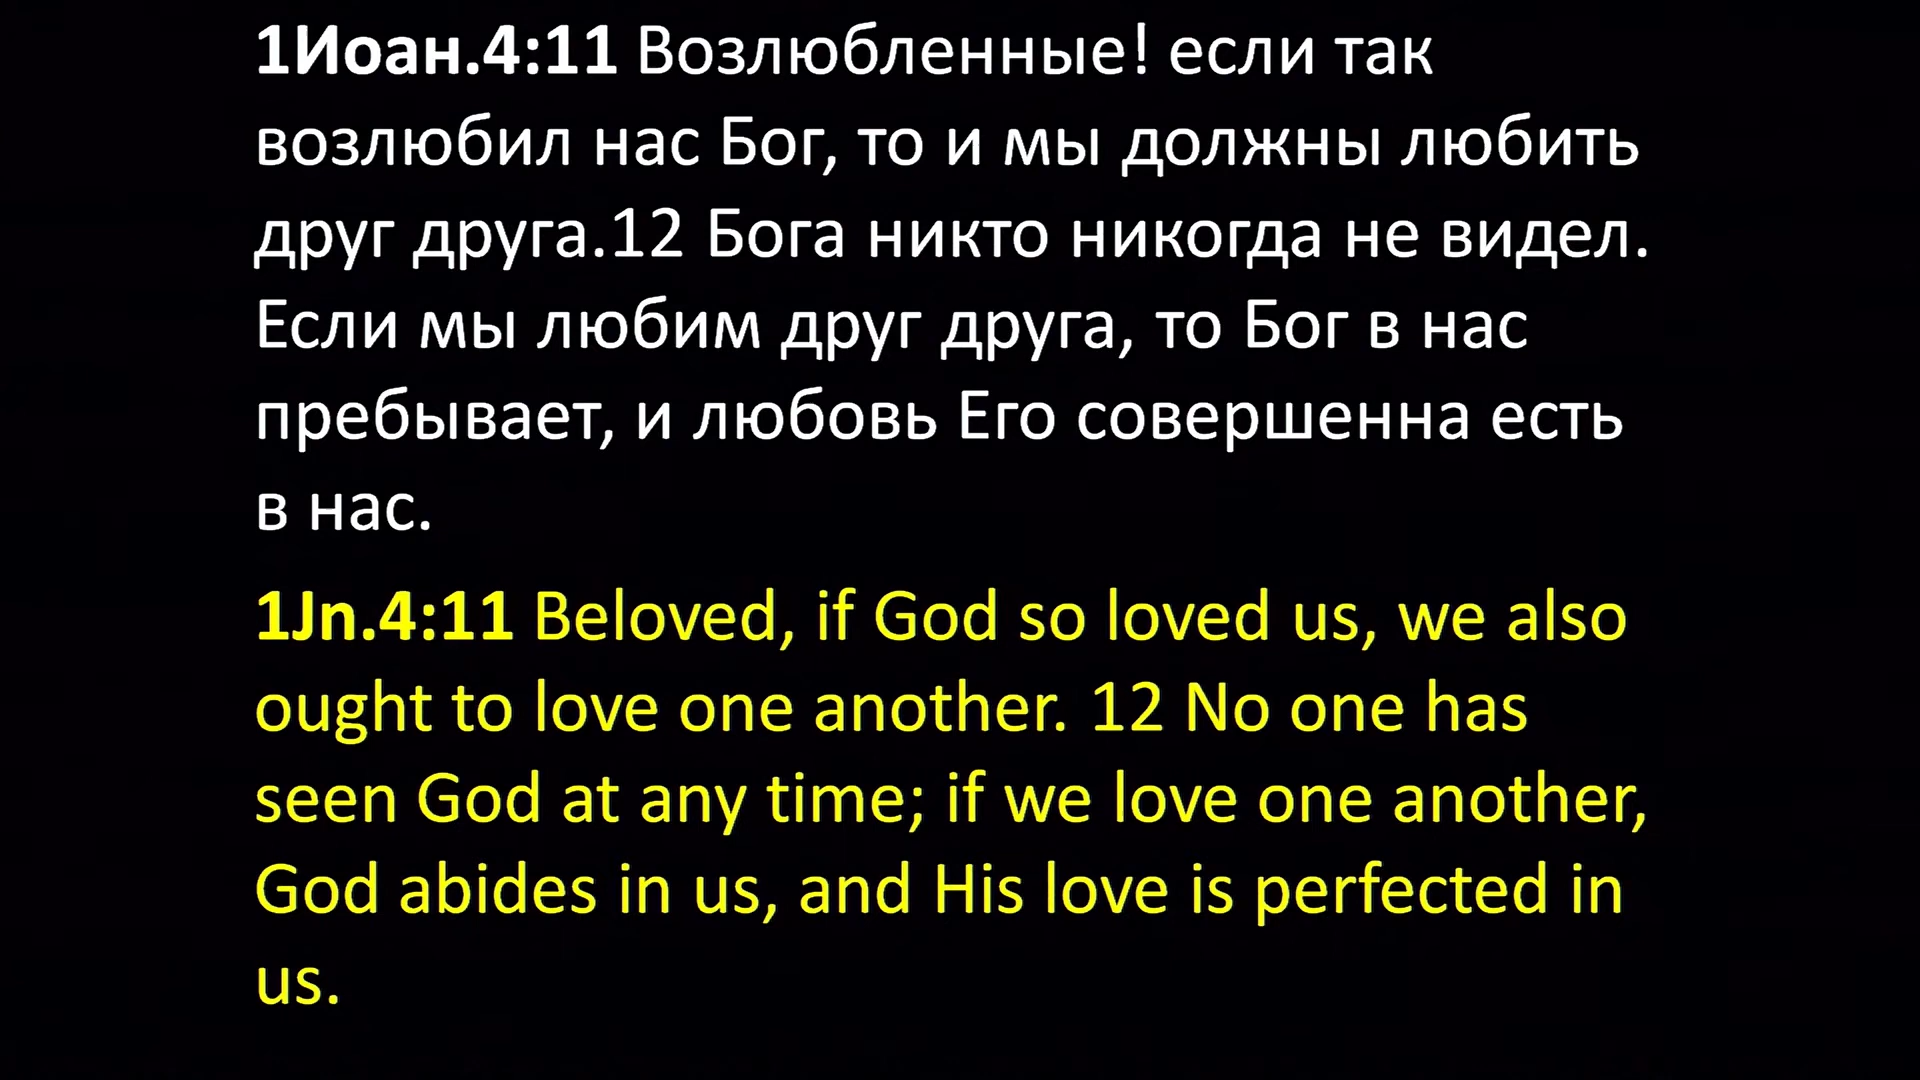 1Иоан.4:11 Возлюбленные! если так
возлюбил нас Бог, то и мы должны любить
друг друга.12 Бога никто никогда не видел.
Если мы любим друг друга, то Бог в нас
пребывает, и любовь Его совершенна есть
в нас.
1Jn.4:11 Beloved, if God so loved us, we also
ought to love one another. 12 No one has
seen God at any time; if we love one another,
God abides in us, and His love is perfected in
us.